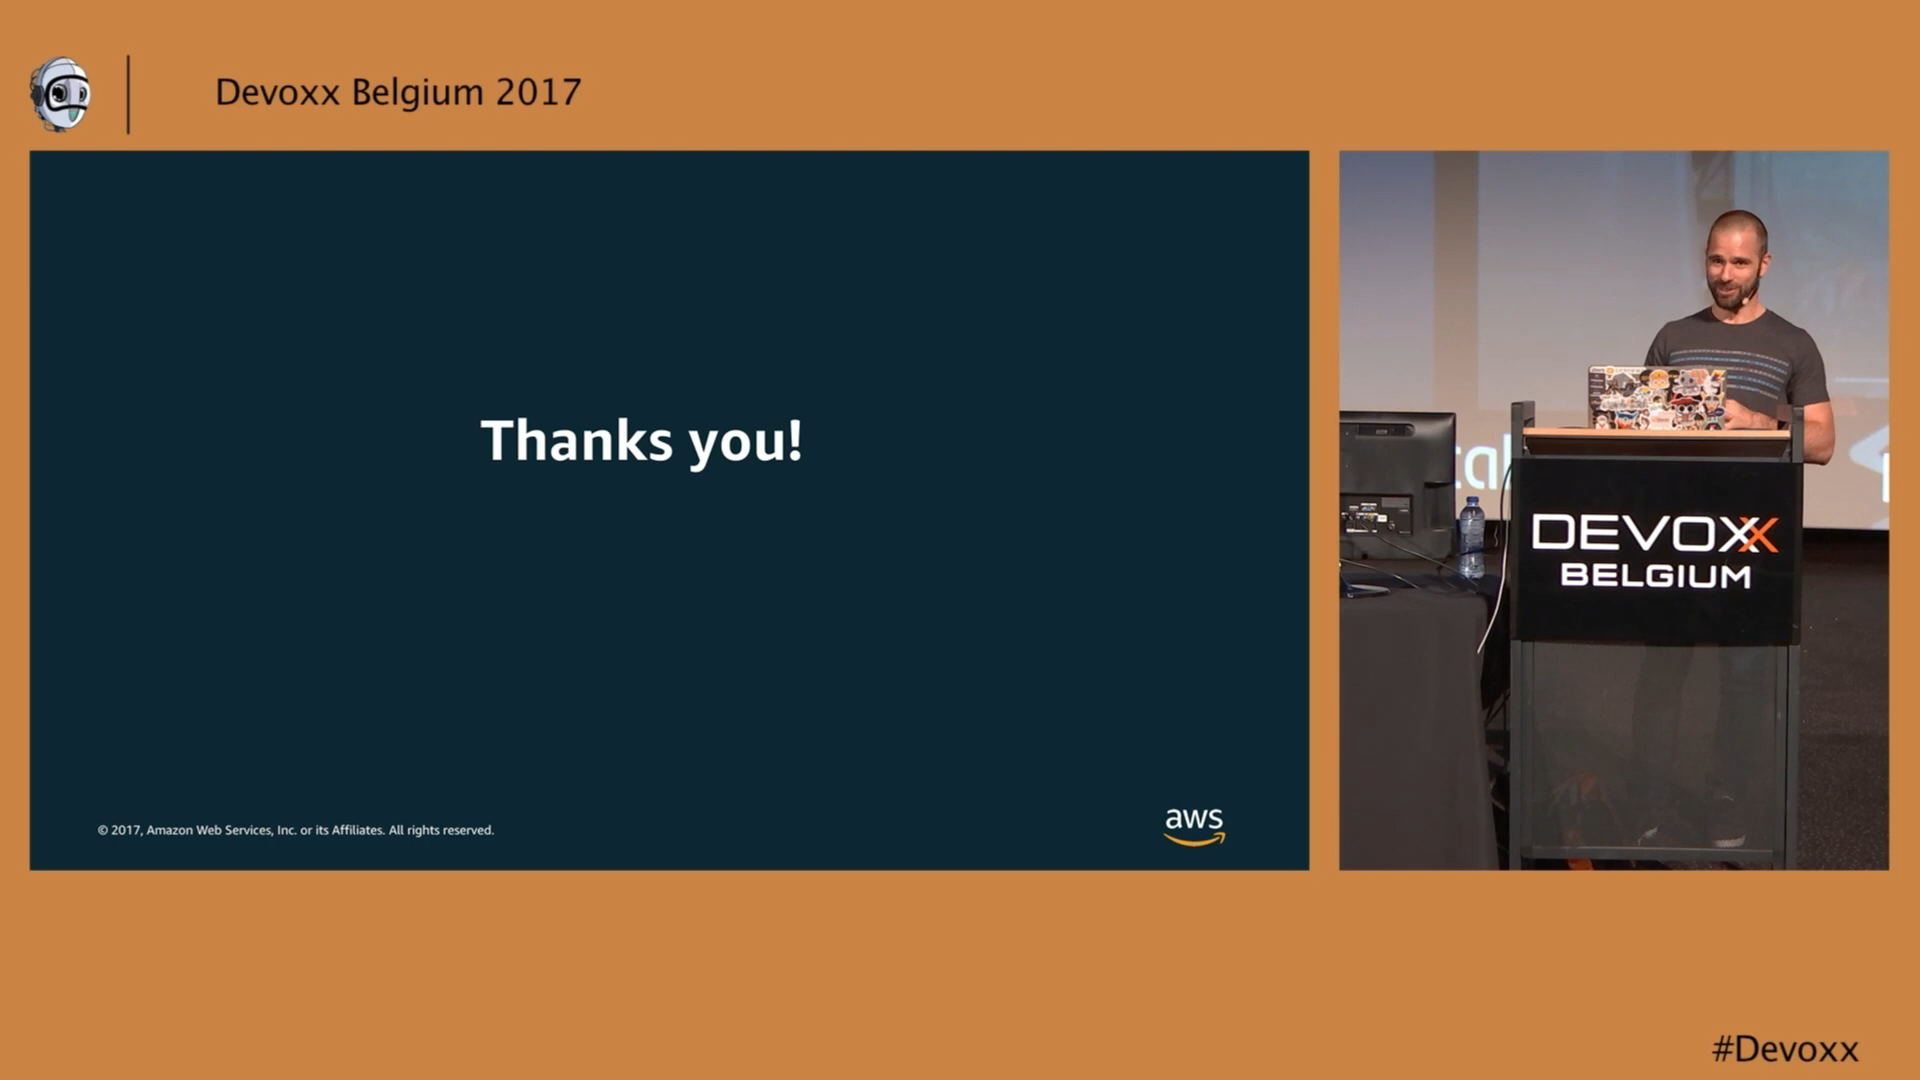 Devoxx Belgium 2017
Thanks you!
© 2017, Amazon Web Services, Inc. or its Affiliates. All rights reserved.
aws
DEVOXX
BELGIUM
#Devoxx